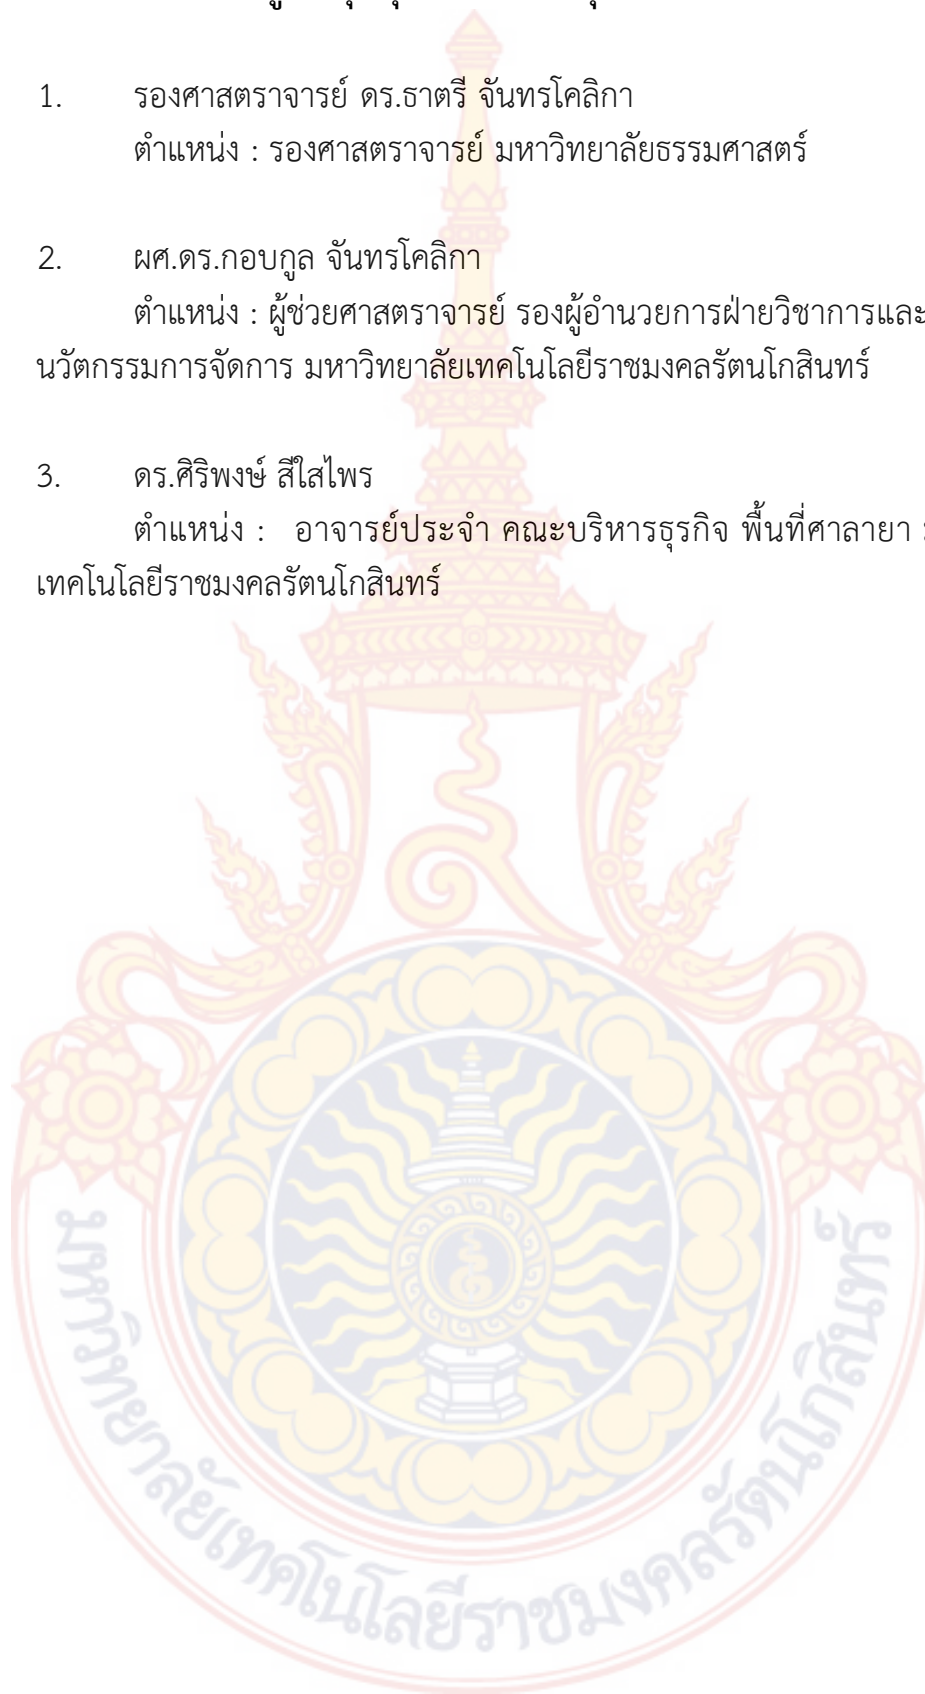 1. รองศาสตราจารย์ ดร.ธาตรี จันทรโคลิกา
ตำแหน่ง : รองศาสตราจารย์ มหาวิทยาลัยธรรมศาสตร์
2. ผศ.ดร.กอบกูล จันทรโคลิกา
ตำแหน่ง : ผู้ช่วยศาสตราจารย์ รองผู้อำนวยการฝ่ายวิชาการและ
นวัตกรรมการจัดการ มหาวิทยาลัยเทคโนโลยีราชมงคลรัตนโกสินทร์
3. ดร.ศิริพงษ์ สีใสไพร
ตำแหน่ง : อาจารย์ประจำ คณะบริหารธุรกิจ พื้นที่ศาลายา
เทคโนโลยีราชมงคลรัตนโกสินทร์
มหาวิทยาลัยเทคโนโลยีราชมงคลรัตนโกสินทร์